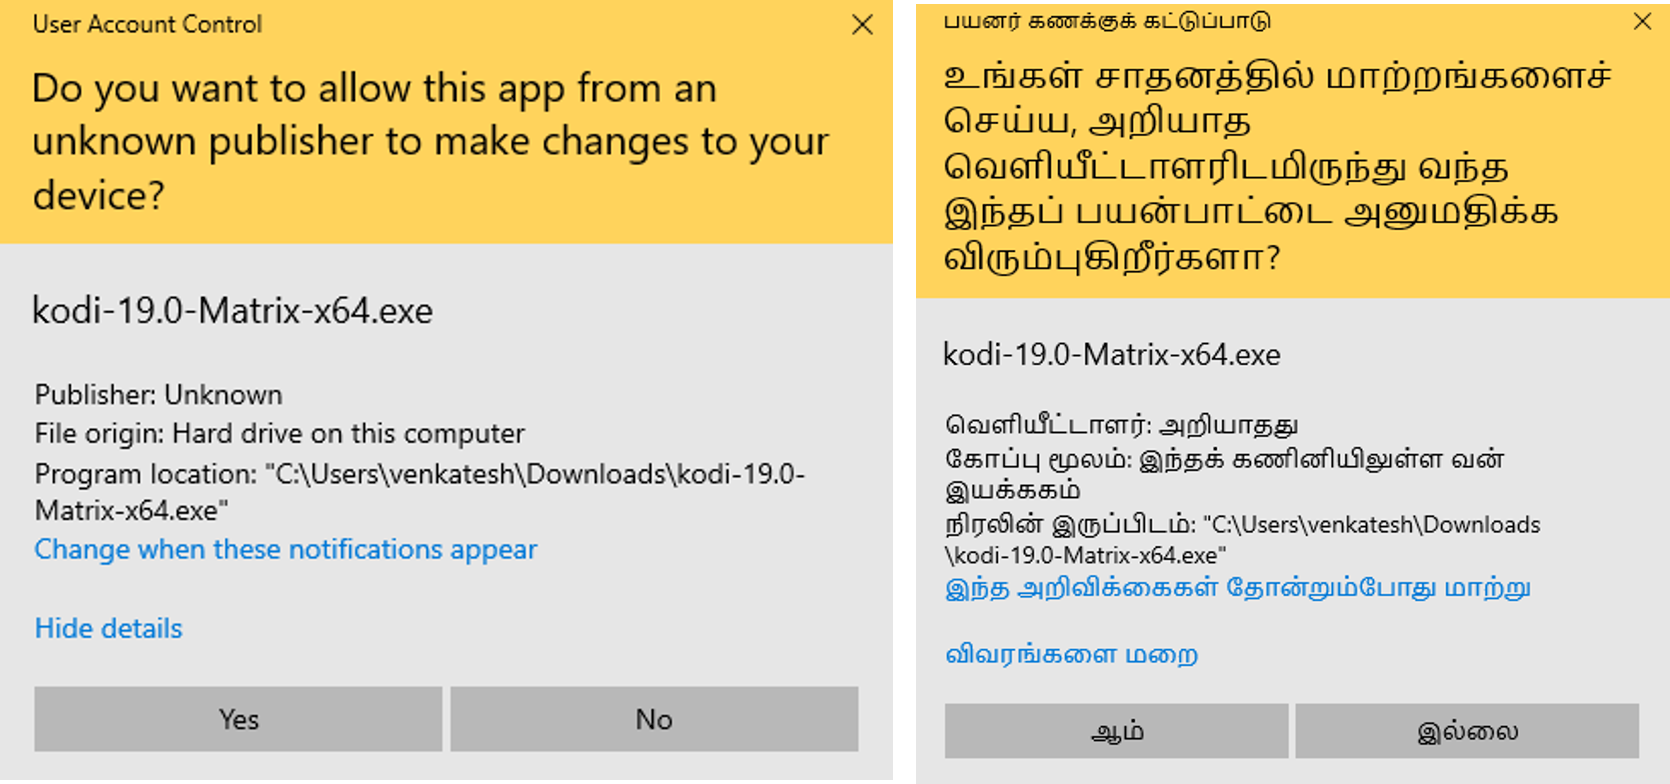 User Account Control
Do you want to allow this app from an
unknown publisher to make changes to your
device?
kodi-19.0-Matrix-x64.exe
Publisher: Unknown
File origin: Hard drive on this computer
Program location: "C:\Users\venkatesh\Downloads\kodi-19.0-
Matrix-x64.exe"
Change when these notifications appear
Hide details
Yes
No
பயனர் கணக்குக் கட்டுப்பாடு
உங்கள் சாதனத்தில் மாற்றங்களைச்
செய்ய, அறியாத
வெளியீட்டாளரிடமிருந்து வந்த
இந்தப் பயன்பாட்டை அனுமதிக்க
விரும்புகிறீர்களா?
kodi-19.0-Matrix-x64.exe
வெளியீட்டாளர்: அறியாதது
கோப்பு மூலம்: இந்தக் கணினியிலுள்ள வன்
இயக்ககம்
நிரலின் இருப்பிடம்: "C:\Users\venkatesh\Downloads
\kodi-19.0-Matrix-x64.exe"
இந்த அறிவிக்கைகள் தோன்றும்போது மாற்று
விவரங்களை மறை
ஆம்
இல்லை